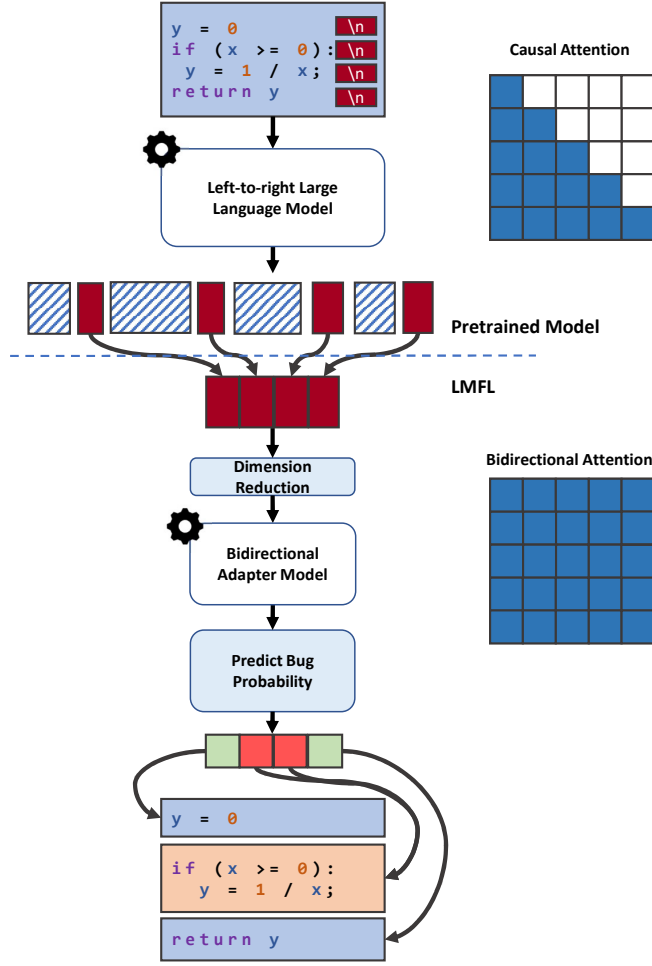 y = 0 \n
if (x >= 0): \n
y = 1 / x; \n
return y \n
Causal Attention
Left-to-right Large
Language Model
Pretrained Model
LMFL
Dimension
Reduction
Bidirectional Attention
Bidirectional
Adapter Model
Predict Bug
Probability
y = 0
if (x >= 0):
y = 1 / x;
return y